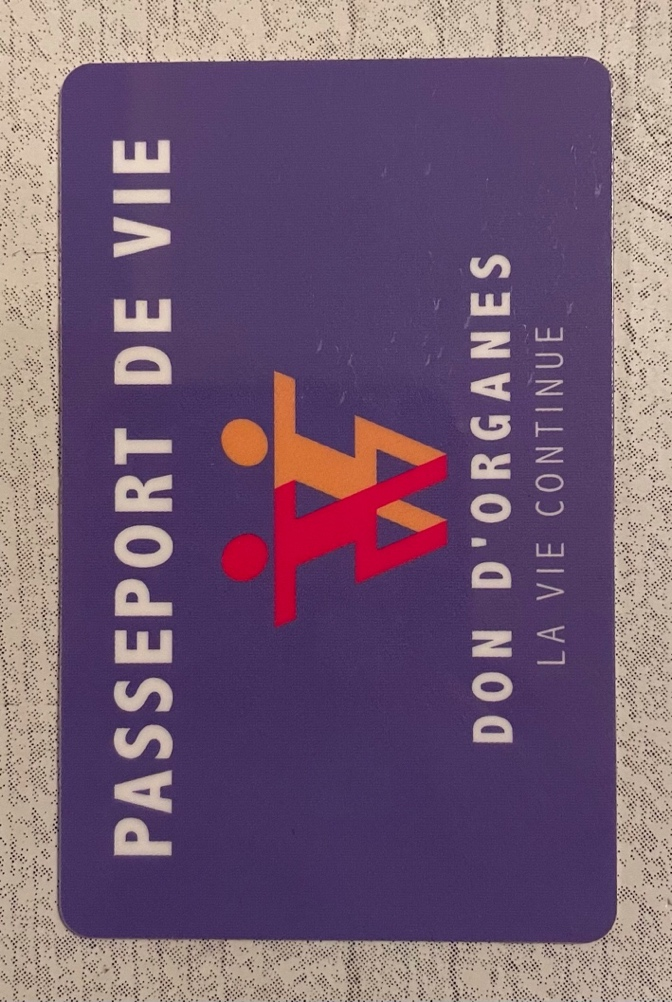 PASSEPORT DE VIE
DON D'ORGANES
LA VIE CONTINUE